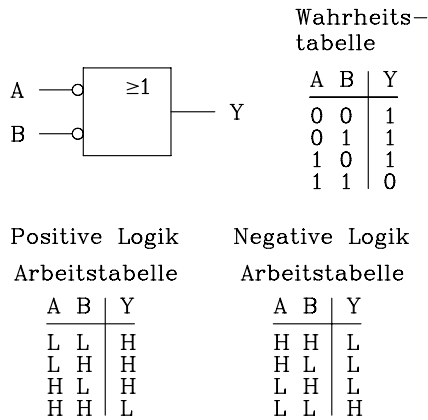 Wahrheits-
tabelle
≥1
A
B
Y
A B Y
0 0 1
0 1 1
1 0 1
1 1 0
Positive Logik
Arbeitstabelle
A B Y
L L H
L H H
H L H
H H L
Negative Logik
Arbeitstabelle
A B Y
H H L
H L L
L H L
L L H